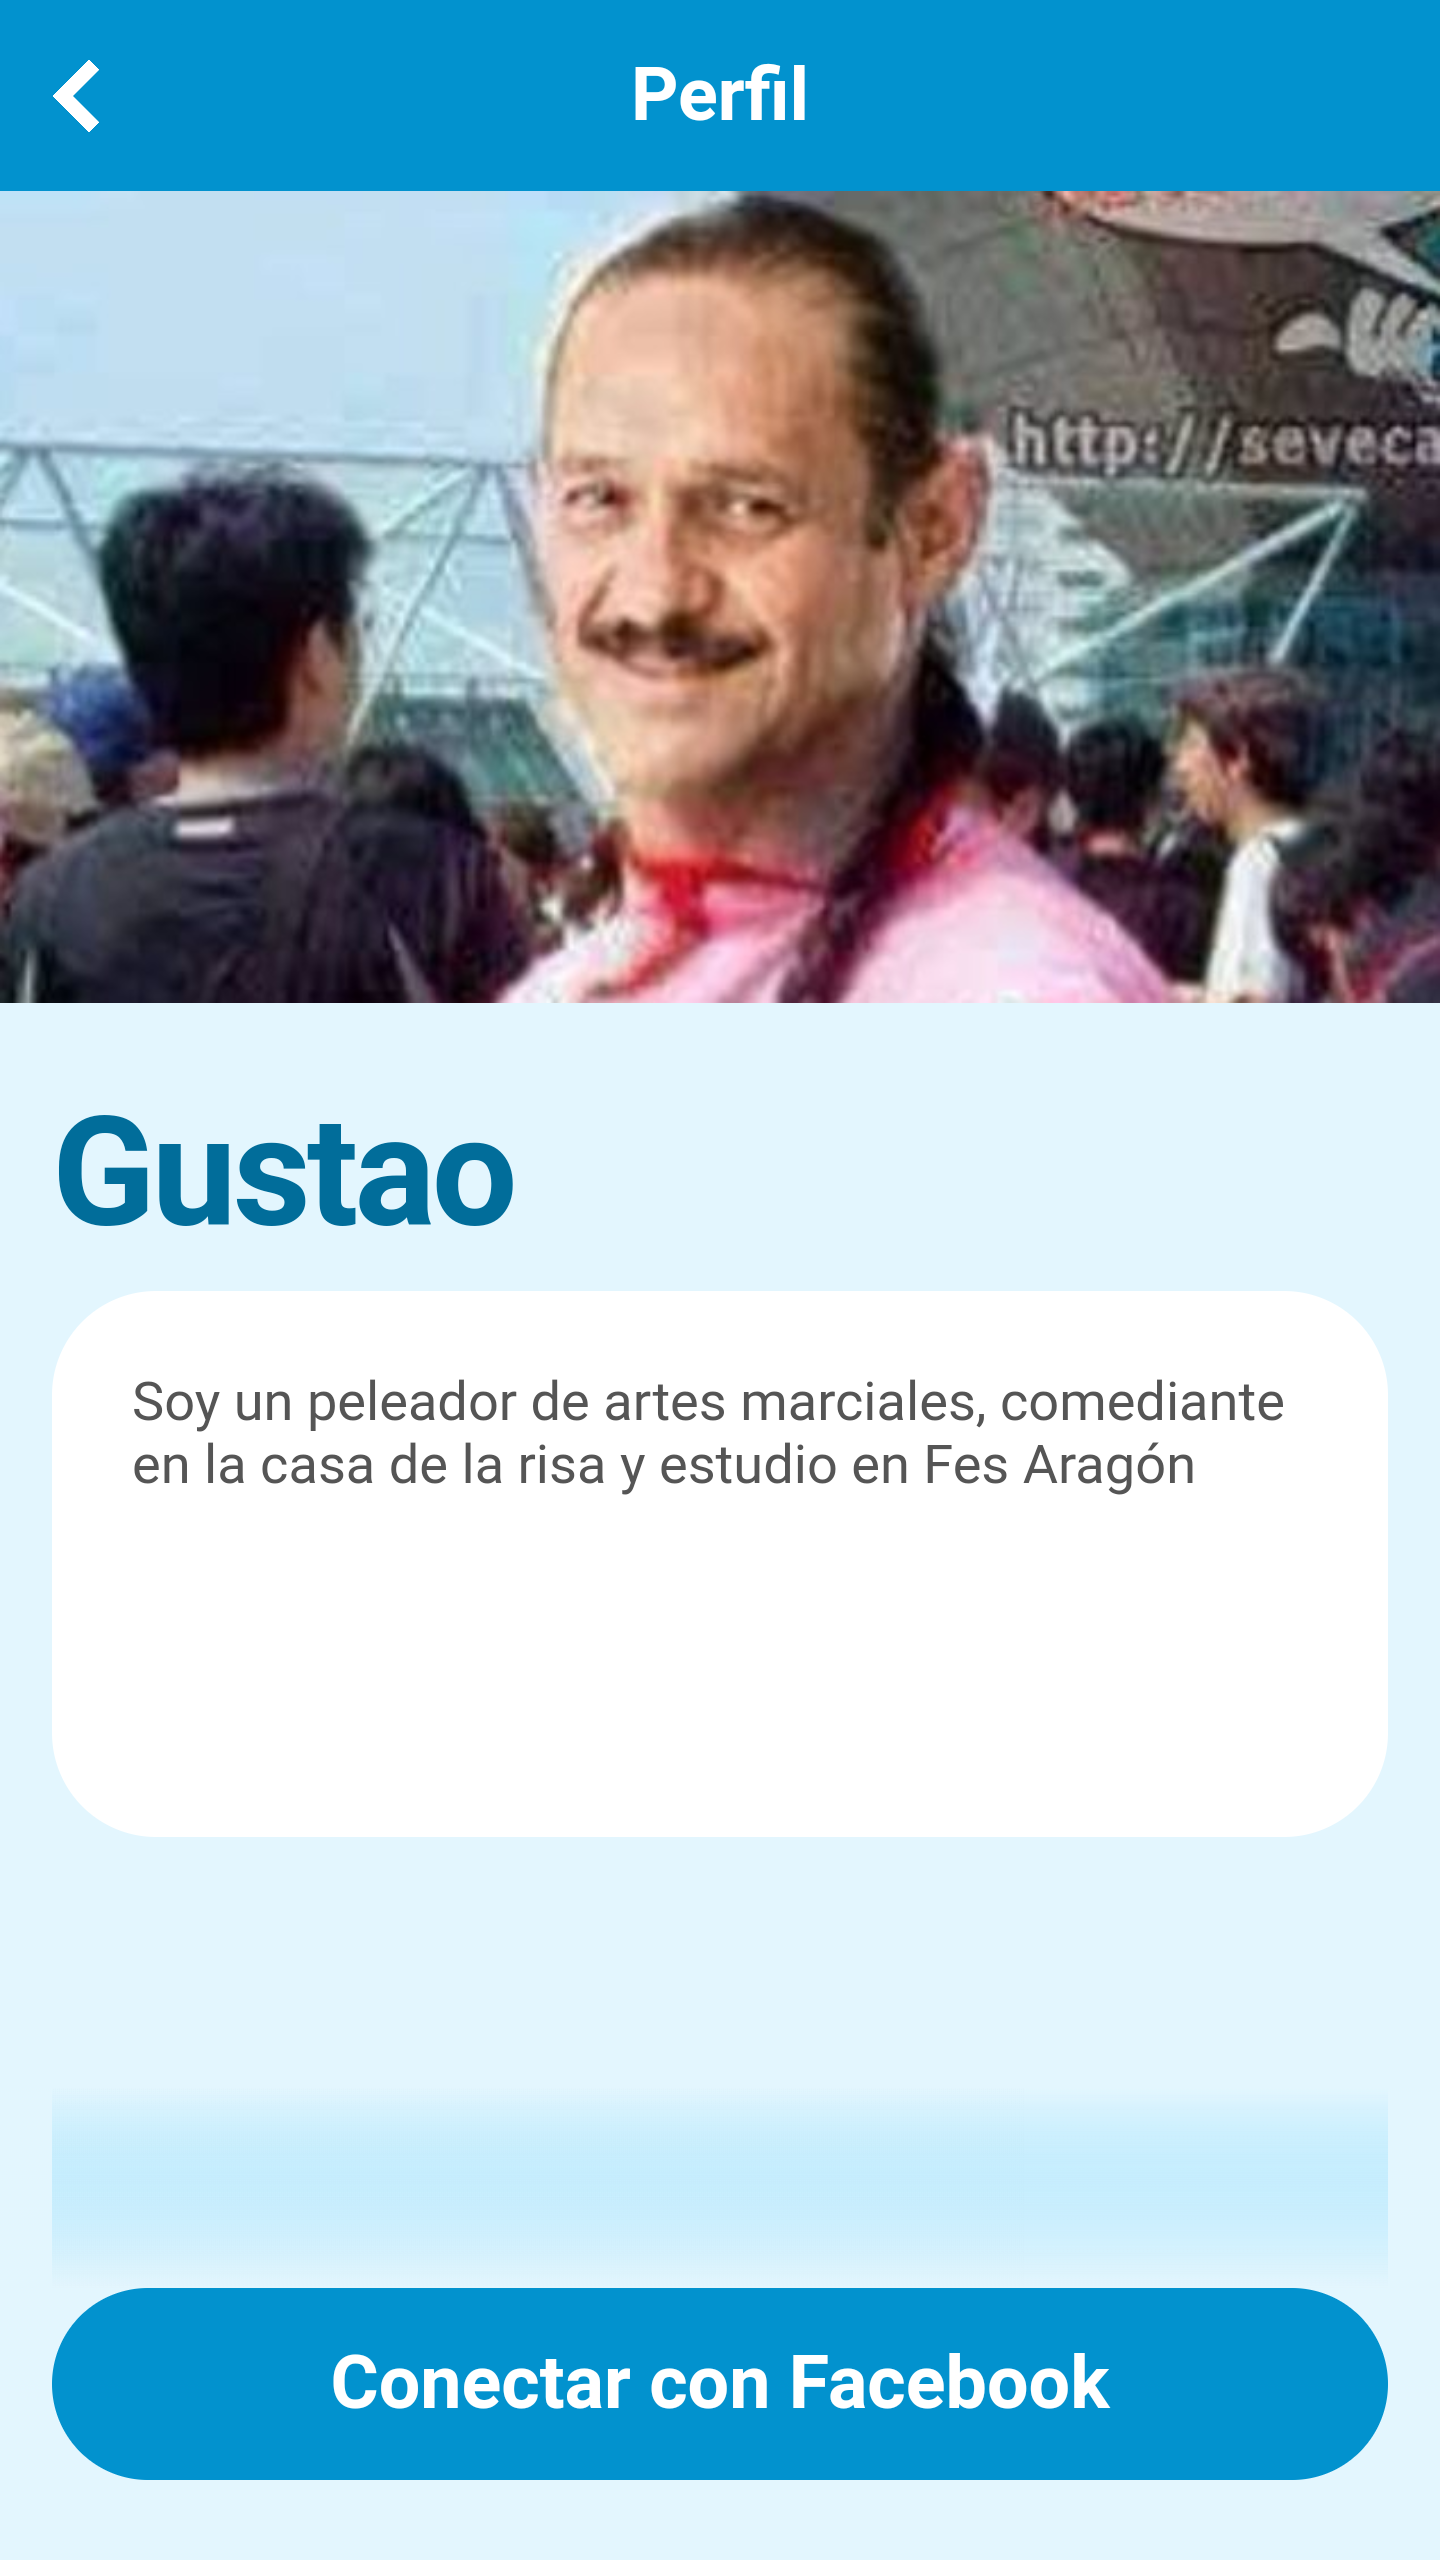 Perfil
http://seveca
Gustao
Soy un peleador de artes marciales, comediante
en la casa de la risa y estudio en Fes Aragón
Conectar con Facebook